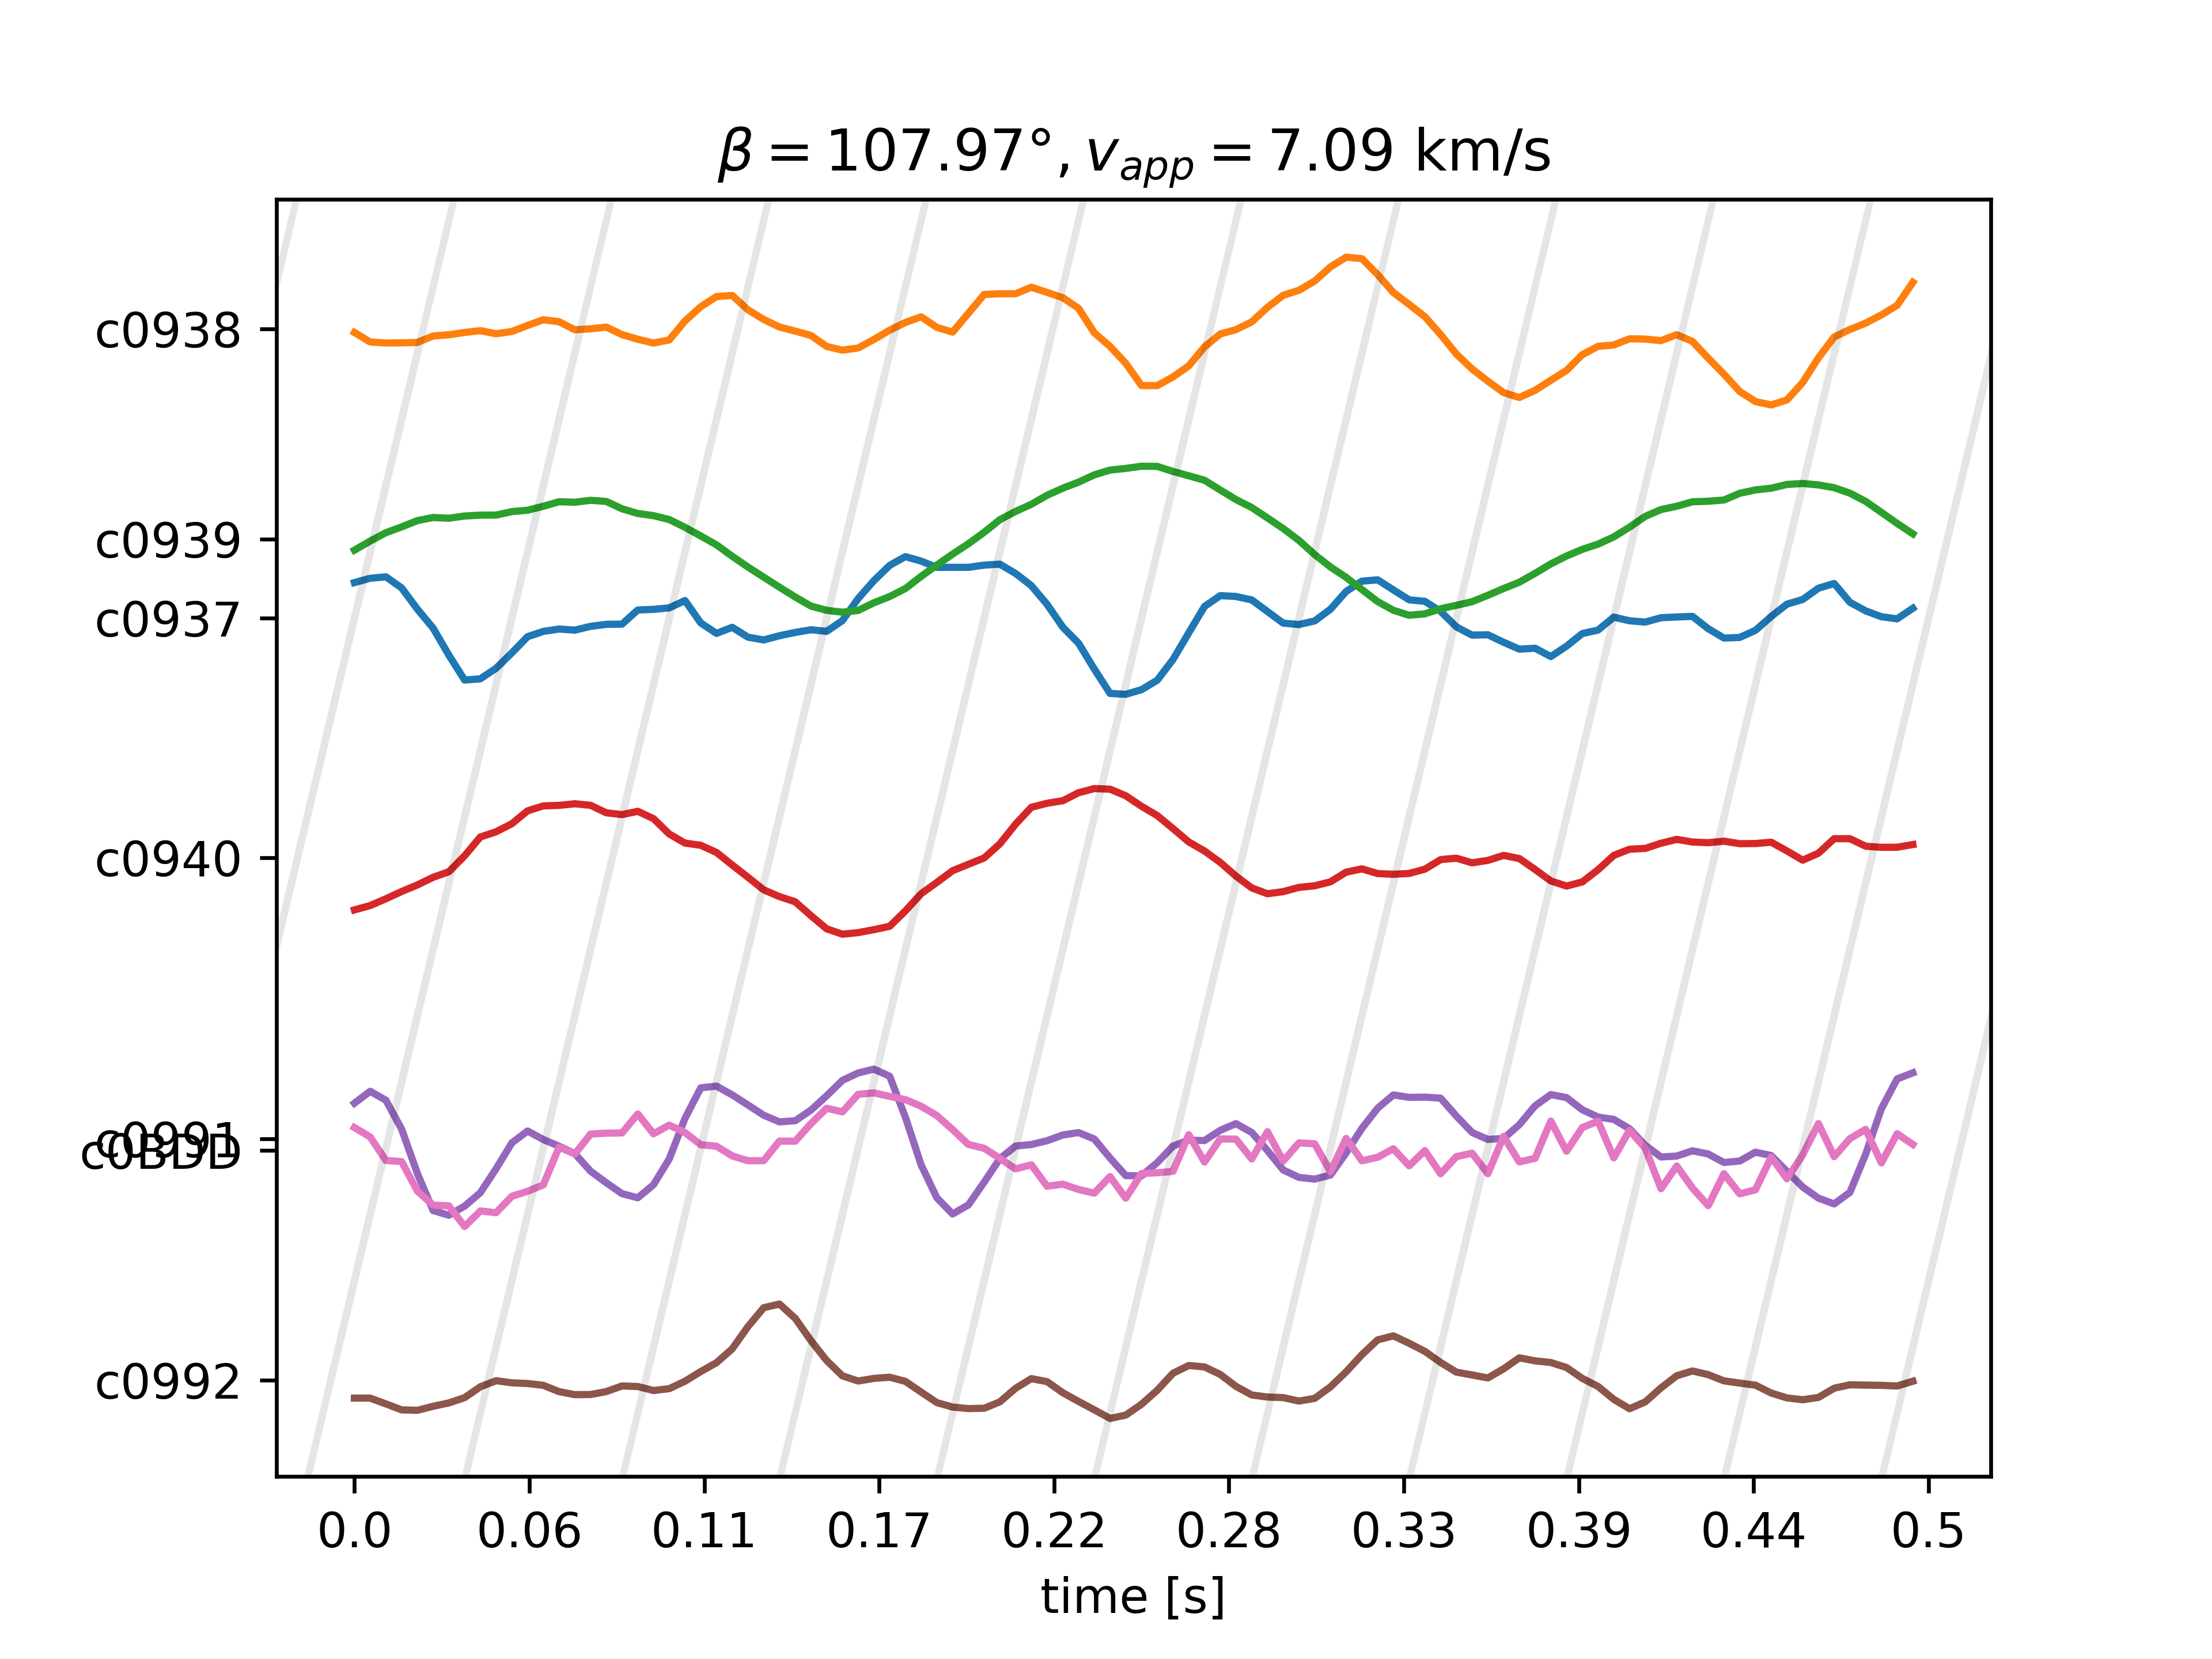 β = 107.97°, v_app = 7.09 km/s
c0938
c0939
c0937
c0940
c0991
c0BDD
c0992
0.0 0.06 0.11 0.17 0.22 0.28 0.33 0.39 0.44 0.5
time [s]